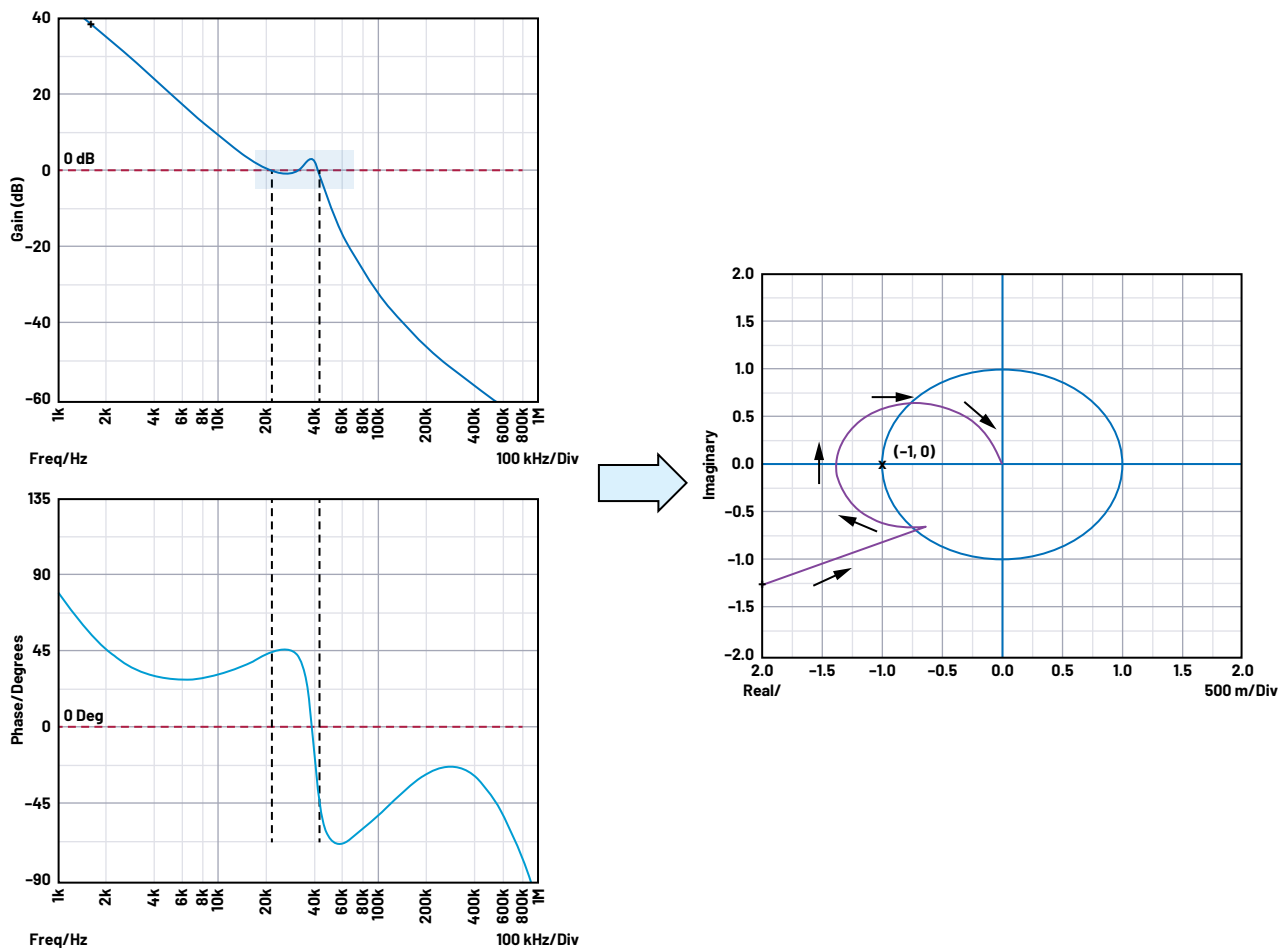 40
20
0 dB
0
–20
–40
–60
Gain (dB)
1k 2k 4k 6k 8k 10k 20k 40k 60k 80k 100k 200k 400k 600k 800k 1M
Freq/Hz 100 kHz/Div
135
90
45
0 Deg
0
–45
–90
Phase/Degrees
1k 2k 4k 6k 8k 10k 20k 40k 60k 80k 100k 200k 400k 600k 800k 1M
Freq/Hz 100 kHz/Div
2.0
1.5
1.0
0.5
(–1, 0)
0.0
–0.5
–1.0
–1.5
–2.0
Imaginary
2.0 –1.5 –1.0 –0.5 0.0 0.5 1.0 1.5 2.0
Real/ 500 m/Div